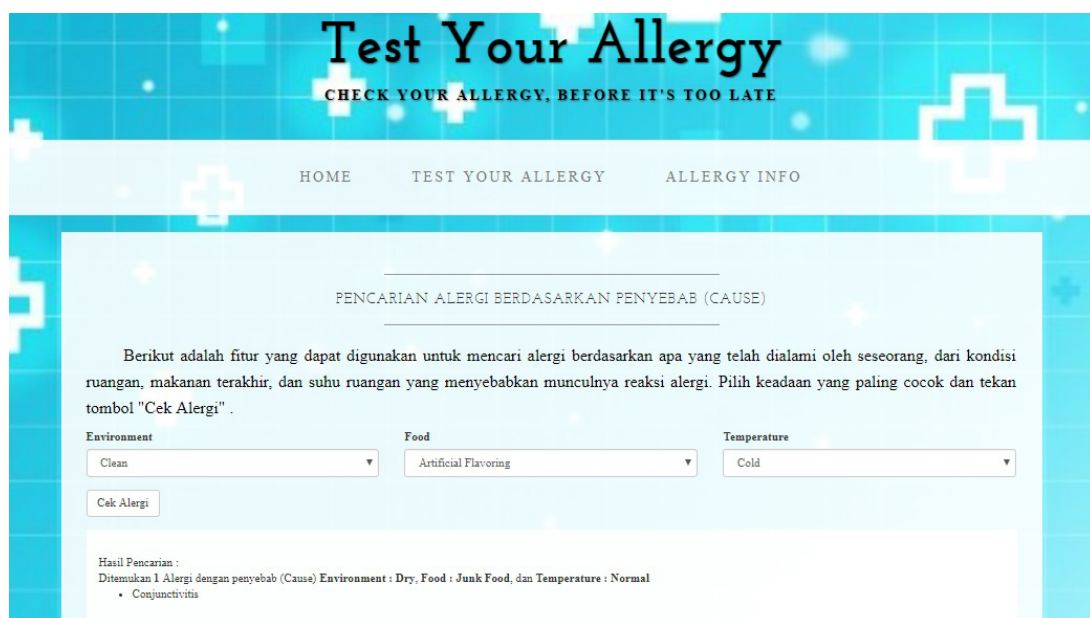 Test Your Allergy
CHECK YOUR ALLERGY, BEFORE IT'S TOO LATE
HOME TEST YOUR ALLERGY ALLERGY INFO
PENCARIAN ALERGI BERDASARKAN PENYEBAB (CAUSE)
Berikut adalah fitur yang dapat digunakan untuk mencari alergi berdasarkan apa yang telah dialami oleh seseorang, dari kondisi
ruangan, makanan terakhir, dan suhu ruangan yang menyebabkan munculnya reaksi alergi. Pilih keadaan yang paling cocok dan tekan
tombol "Cek Alergi" .
Environment Food Temperature
Clean Artificial Flavoring Cold
Cek Alergi
Hasil Pencarian :
Ditemukan 1 Alergi dengan penyebab (Cause) Environment : Dry, Food : Junk Food, dan Temperature : Normal
• Conjunctivitis